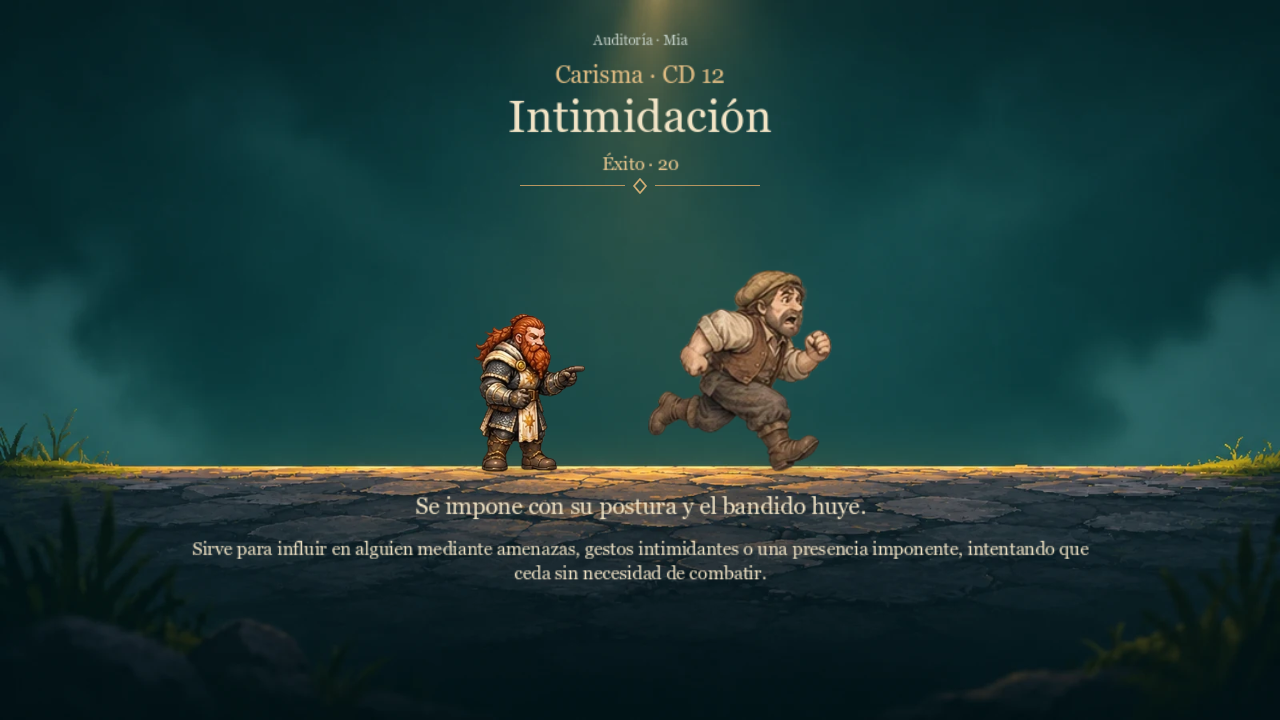 Auditoría · Mia
Carisma · CD 12
Intimidación
Éxito · 20
Se impone con su postura y el bandido huye.
Sirve para influir en alguien mediante amenazas, gestos intimidantes o una presencia imponente, intentando que
ceda sin necesidad de combatir.